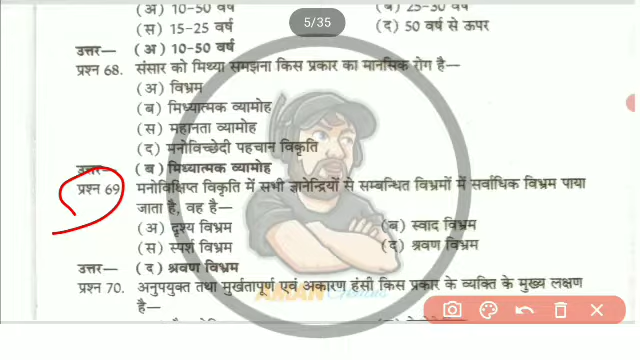 (अ) 10-50 वर्ष (ब) 25-30 वर्ष
5/35
(स) 15-25 वर्ष (द) 50 वर्ष से ऊपर
उत्तर— (अ) 10-50 वर्ष
प्रश्न 68. संसार को मिथ्या समझना किस प्रकार का मानसिक रोग है—
(अ) विभ्रम
(ब) मिध्यात्मक व्यामोह
(स) महानता व्यामोह
(द) मनोविच्छेदी पहचान विकृति
उत्तर— (ब) मिध्यात्मक व्यामोह
प्रश्न 69. मनोविक्षिप्त विकृति में सभी ज्ञानेन्द्रियों से सम्बन्धित विभ्रमों में सर्वाधिक विभ्रम पाया
जाता है, वह है—
(अ) दृश्य विभ्रम (ब) स्वाद विभ्रम
(स) स्पर्श विभ्रम (द) श्रवण विभ्रम
उत्तर— (द) श्रवण विभ्रम
प्रश्न 70. अनुपयुक्त तथा मुर्खतापूर्ण एवं अकारण हंसी किस प्रकार के व्यक्ति के मुख्य लक्षण
है—